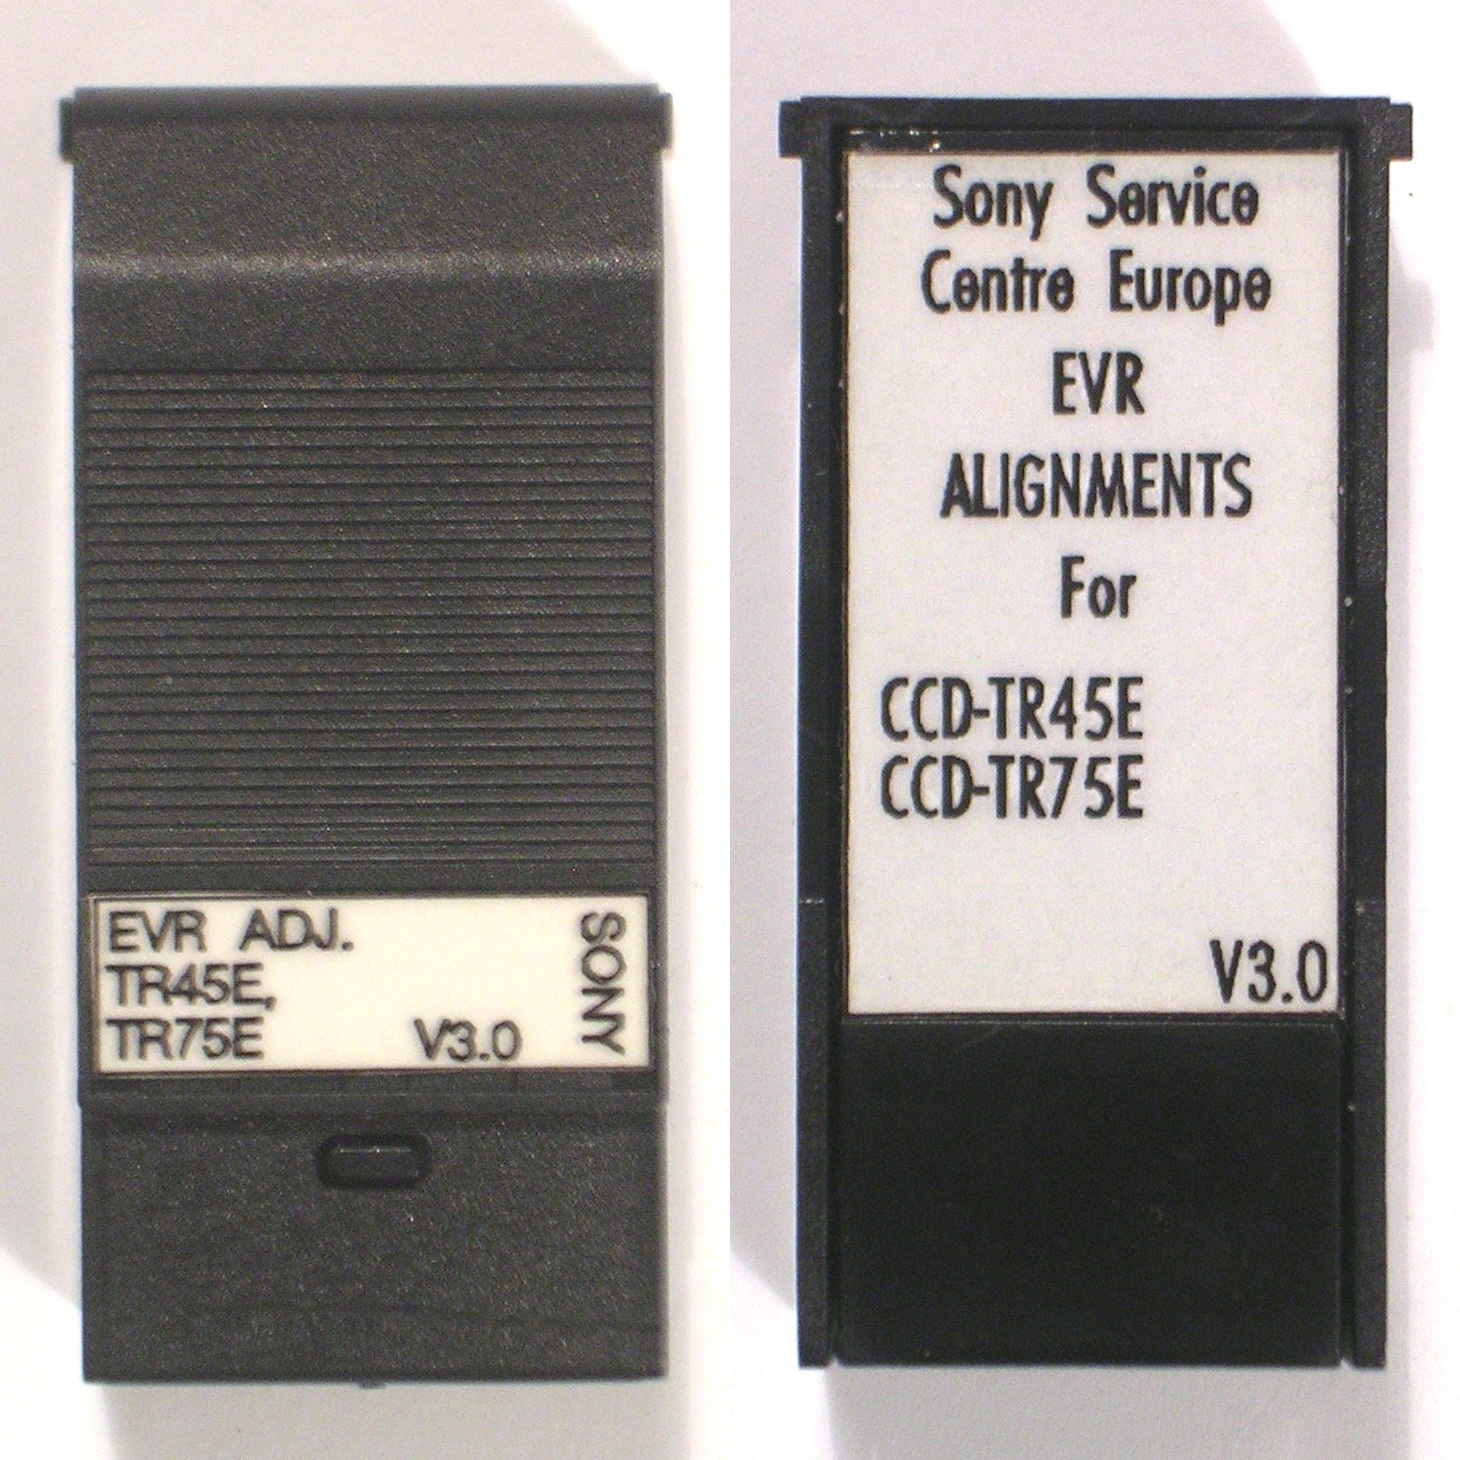 EVR ADJ.
TR45E,
TR75E V3.0
SONY
Sony Service
Centre Europe
EVR
ALIGNMENTS
For
CCD-TR45E
CCD-TR75E
V3.0